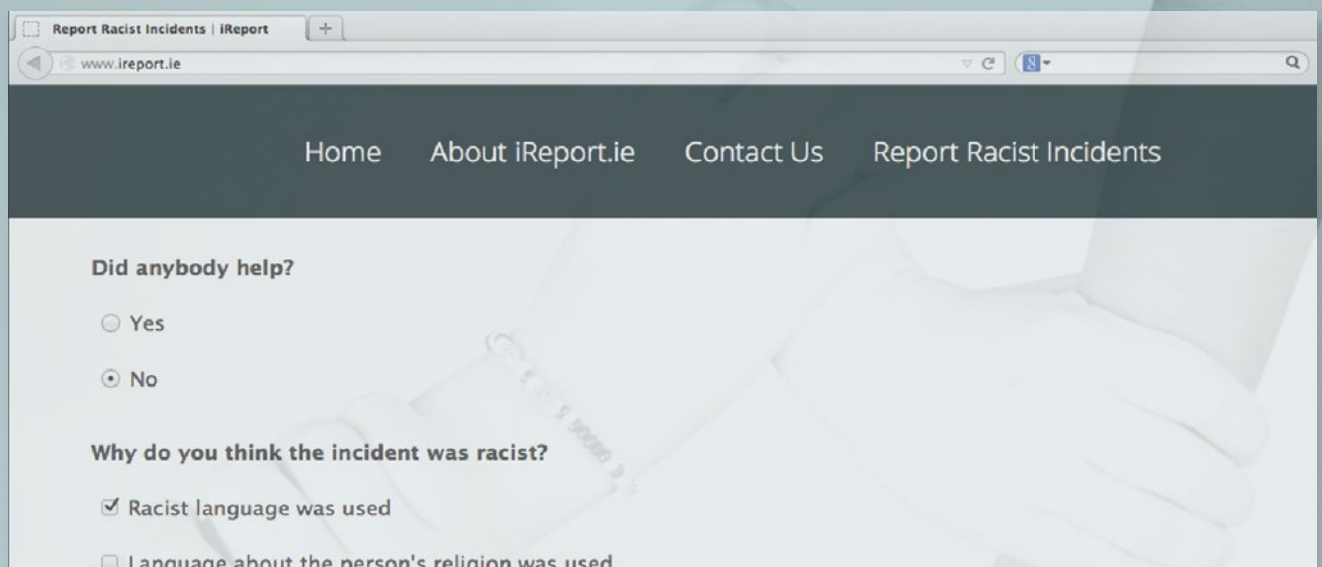 Report Racist Incidents | iReport
www.ireport.ie
Home About iReport.ie Contact Us Report Racist Incidents
Did anybody help?
Yes
No
Why do you think the incident was racist?
Racist language was used
Language about the person's religion was used